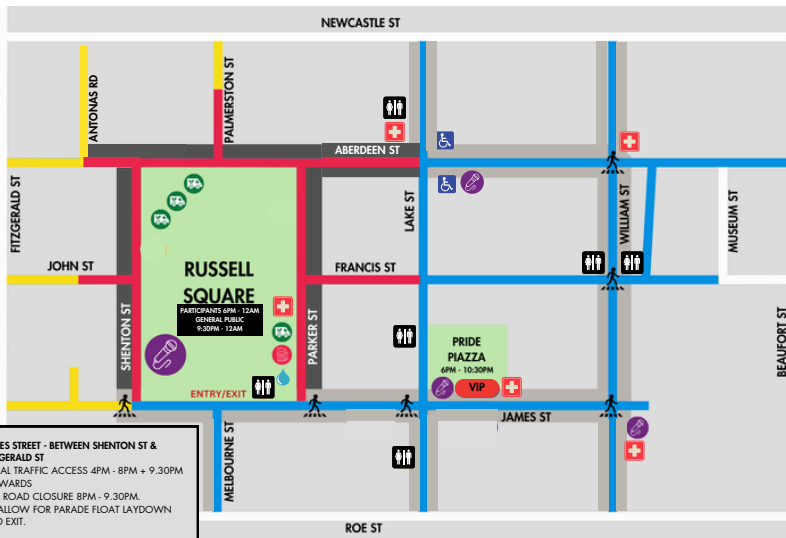 NEWCASTLE ST
ANTONAS RD
PALMERSTON ST
ABERDEEN ST
FITZGERALD ST
LAKE ST
WILLIAM ST
MUSEUM ST
JOHN ST
RUSSELL
SQUARE
FRANCIS ST
PARTICIPANTS 6PM - 12AM
GENERAL PUBLIC
9:30PM - 12AM
SHENTON ST
PARKER ST
PRIDE
PIAZZA
6PM - 10:30PM
VIP
BEAUFORT ST
ENTRY/EXIT
JAMES ST
MELBOURNE ST
ES STREET - BETWEEN SHENTON ST &
GERALD ST
AL TRAFFIC ACCESS 4PM - 8PM + 9.30PM
WARDS
ROAD CLOSURE 8PM - 9.30PM.
ALLOW FOR PARADE FLOAT LAYDOWN
D EXIT.
ROE ST